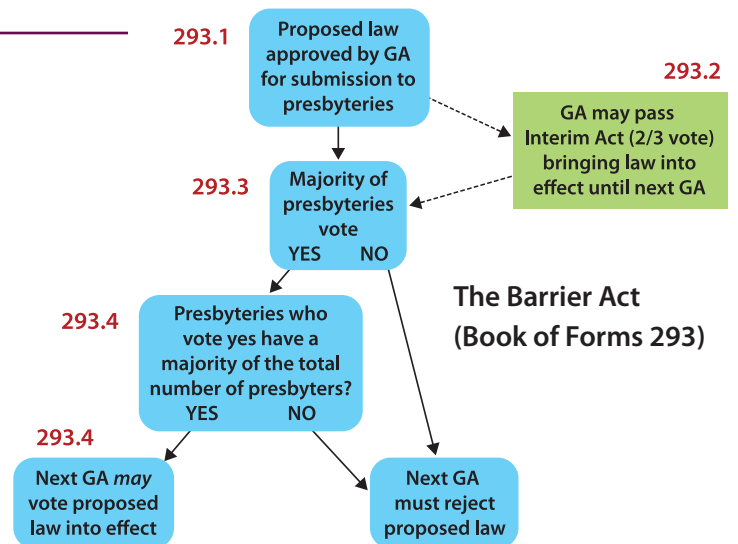 293.1
Proposed law
approved by GA
for submission to
presbyteries
293.2
GA may pass
Interim Act (2/3 vote)
bringing law into
effect until next GA
293.3
Majority of
presbyteries
vote
YES NO
The Barrier Act
(Book of Forms 293)
293.4
Presbyteries who
vote yes have a
majority of the total
number of presbyters?
YES NO
293.4
Next GA may
vote proposed
law into effect
Next GA
must reject
proposed law